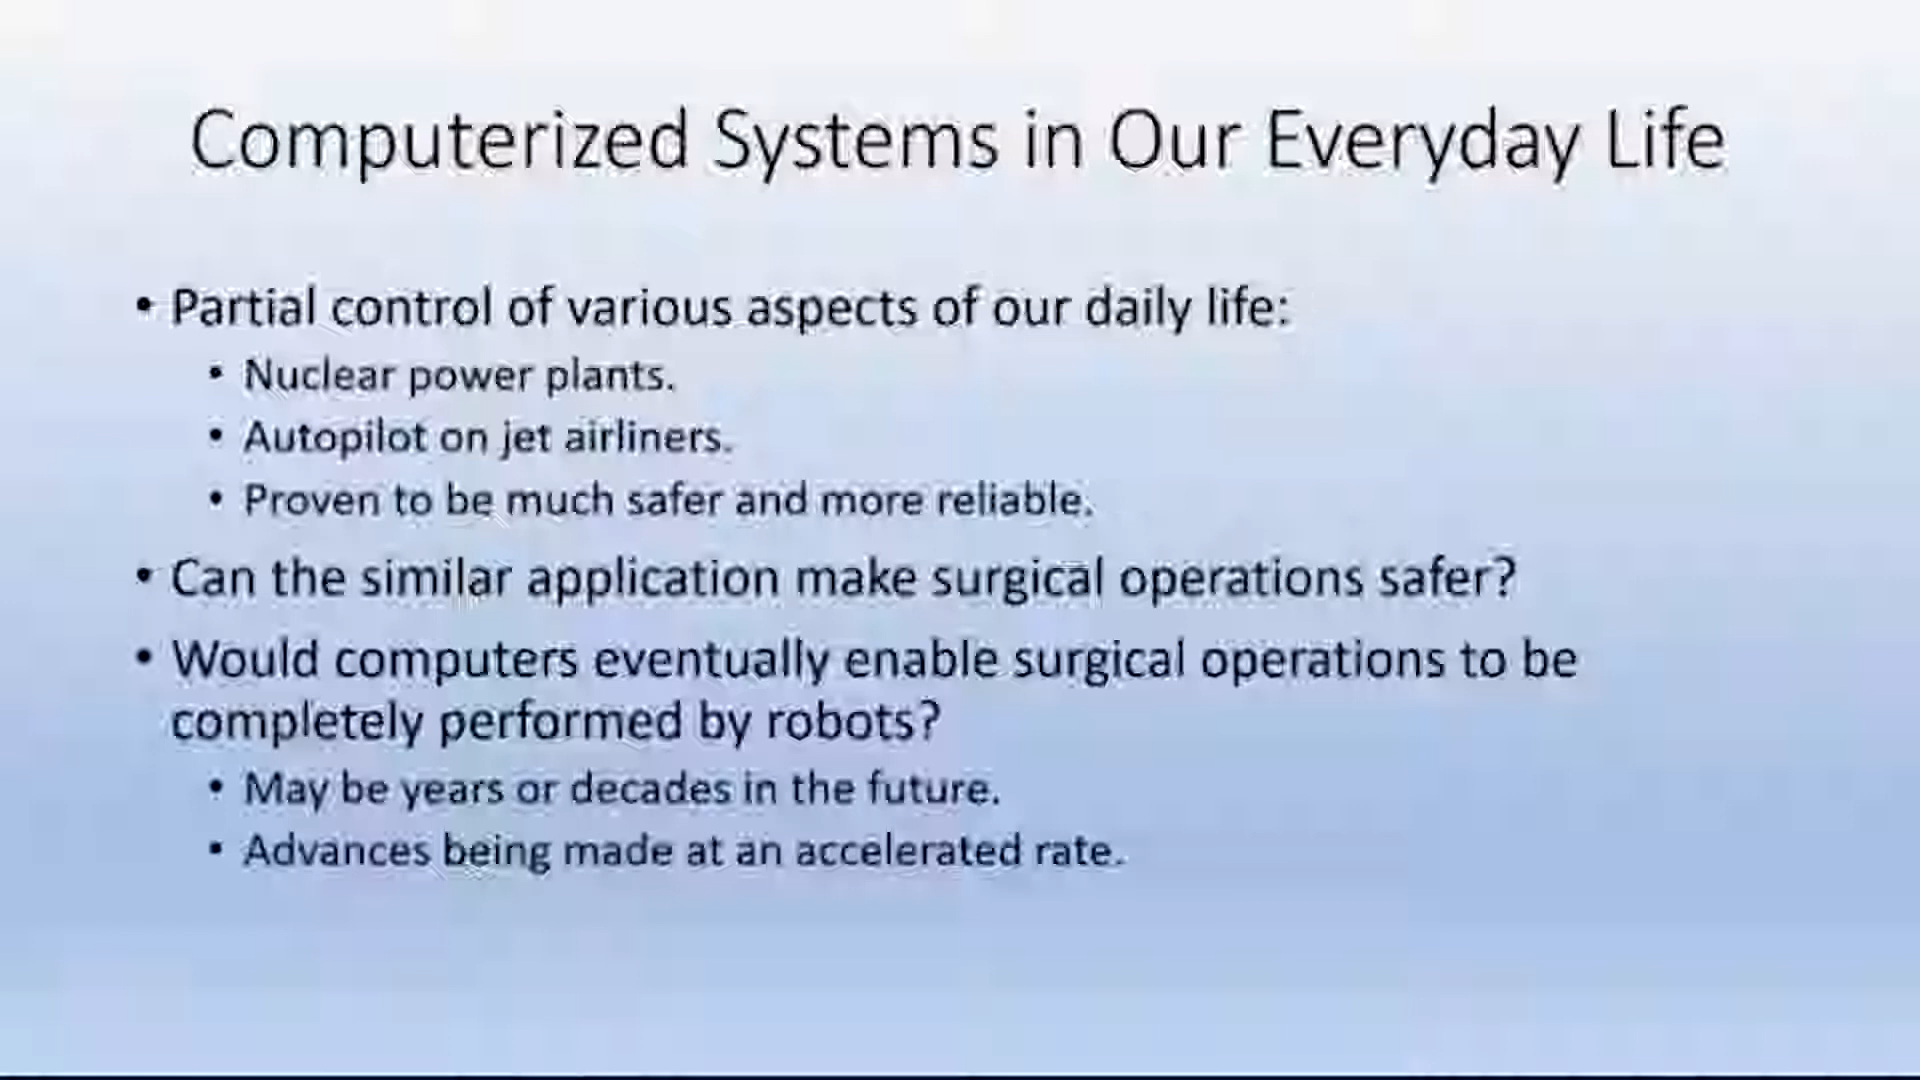 Computerized Systems in Our Everyday Life
• Partial control of various aspects of our daily life:
• Nuclear power plants.
• Autopilot on jet airliners.
• Proven to be much safer and more reliable.
• Can the similar application make surgical operations safer?
• Would computers eventually enable surgical operations to be
completely performed by robots?
• May be years or decades in the future.
• Advances being made at an accelerated rate.